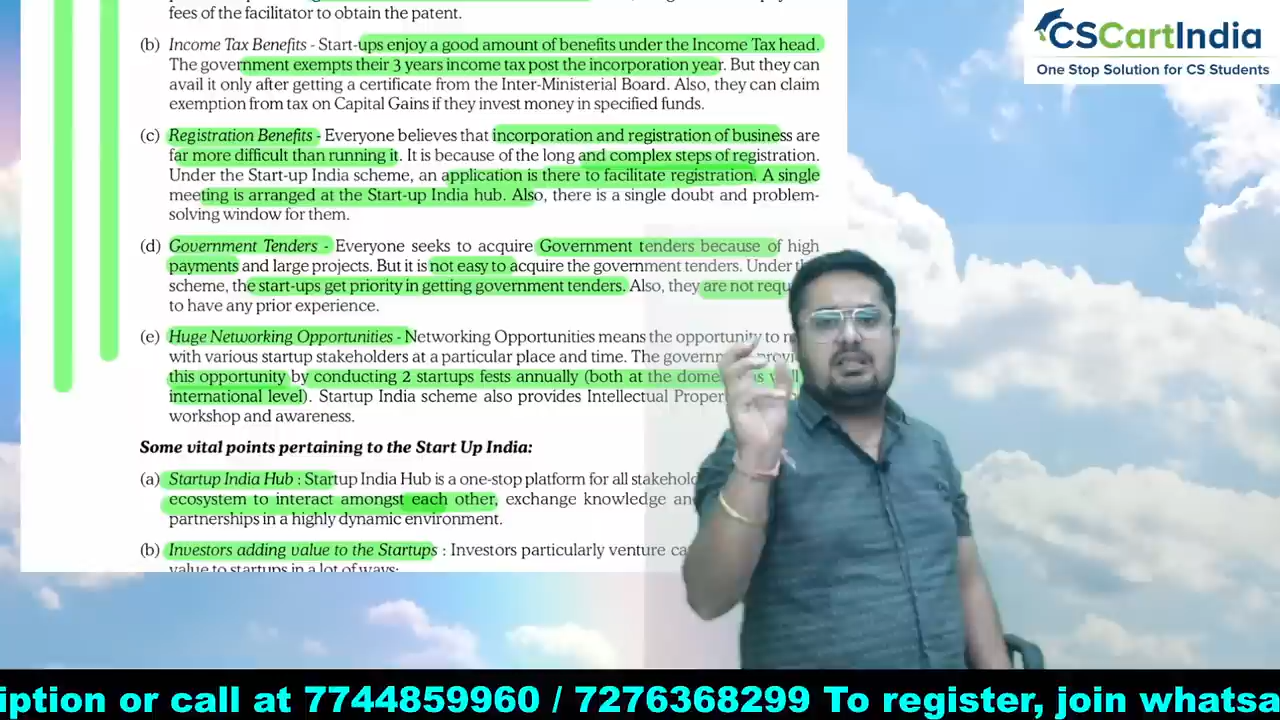 fees of the facilitator to obtain the patent.
(b) Income Tax Benefits - Start-ups enjoy a good amount of benefits under the Income Tax head.
The government exempts their 3 years income tax post the incorporation year. But they can
avail it only after getting a certificate from the Inter-Ministerial Board. Also, they can claim
exemption from tax on Capital Gains if they invest money in specified funds.
(c) Registration Benefits - Everyone believes that incorporation and registration of business are
far more difficult than running it. It is because of the long and complex steps of registration.
Under the Start-up India scheme, an application is there to facilitate registration. A single
meeting is arranged at the Start-up India hub. Also, there is a single doubt and problem-
solving window for them.
(d) Government Tenders - Everyone seeks to acquire Government tenders because of high
payments and large projects. But it is not easy to acquire the government tenders. Under
scheme, the start-ups get priority in getting government tenders. Also, they are not
to have any prior experience.
(e) Huge Networking Opportunities - Networking Opportunities means the opportunity to
with various startup stakeholders at a particular place and time. The
this opportunity by conducting 2 startups fests annually (both at the
international level). Startup India scheme also provides Intellectual
workshop and awareness.
Some vital points pertaining to the Start Up India:
(a) Startup India Hub : Startup India Hub is a one-stop platform for all
ecosystem to interact amongst each other, exchange knowledge
partnerships in a highly dynamic environment.
(b) Investors adding value to the Startups : Investors particularly venture
value to startups in a lot of ways:
CSCartIndia
One Stop Solution for CS Students
iption or call at 7744859960 / 7276368299 To register, join whatsa